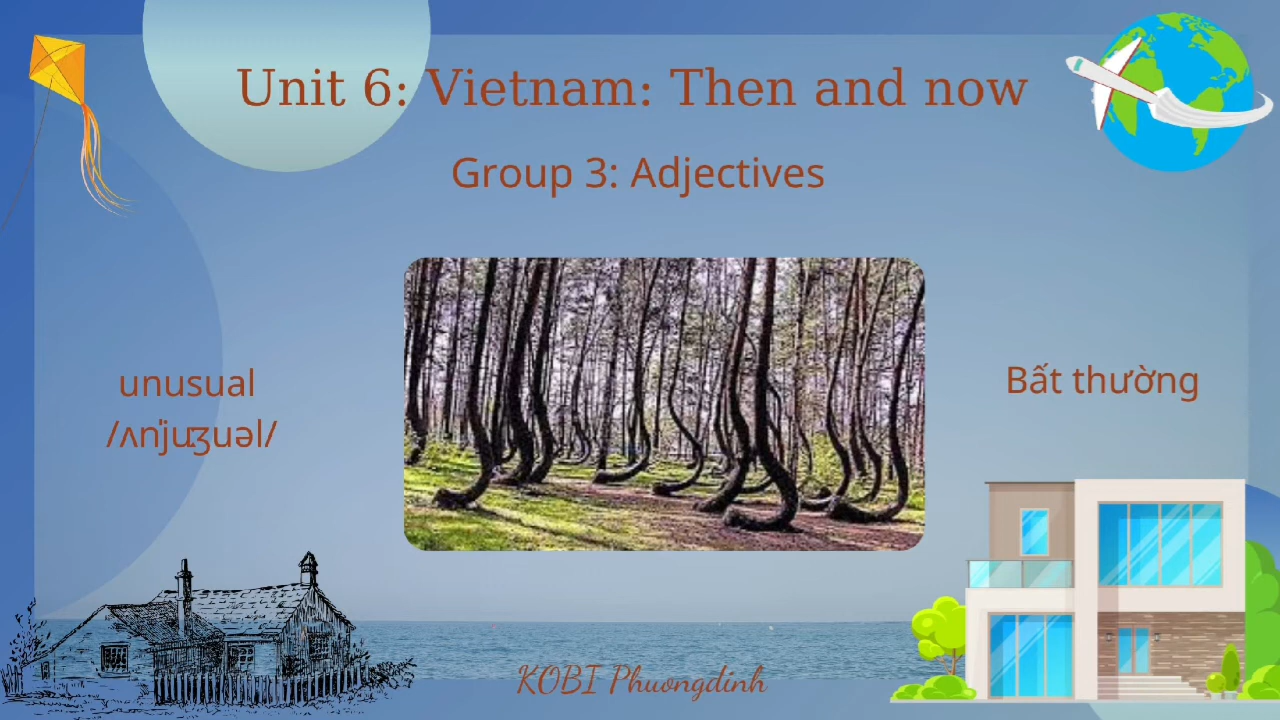 Unit 6: Vietnam: Then and now
Group 3: Adjectives
unusual
/ʌnˈjuːʒuəl/
Bất thường
KOBI Phuongdinh